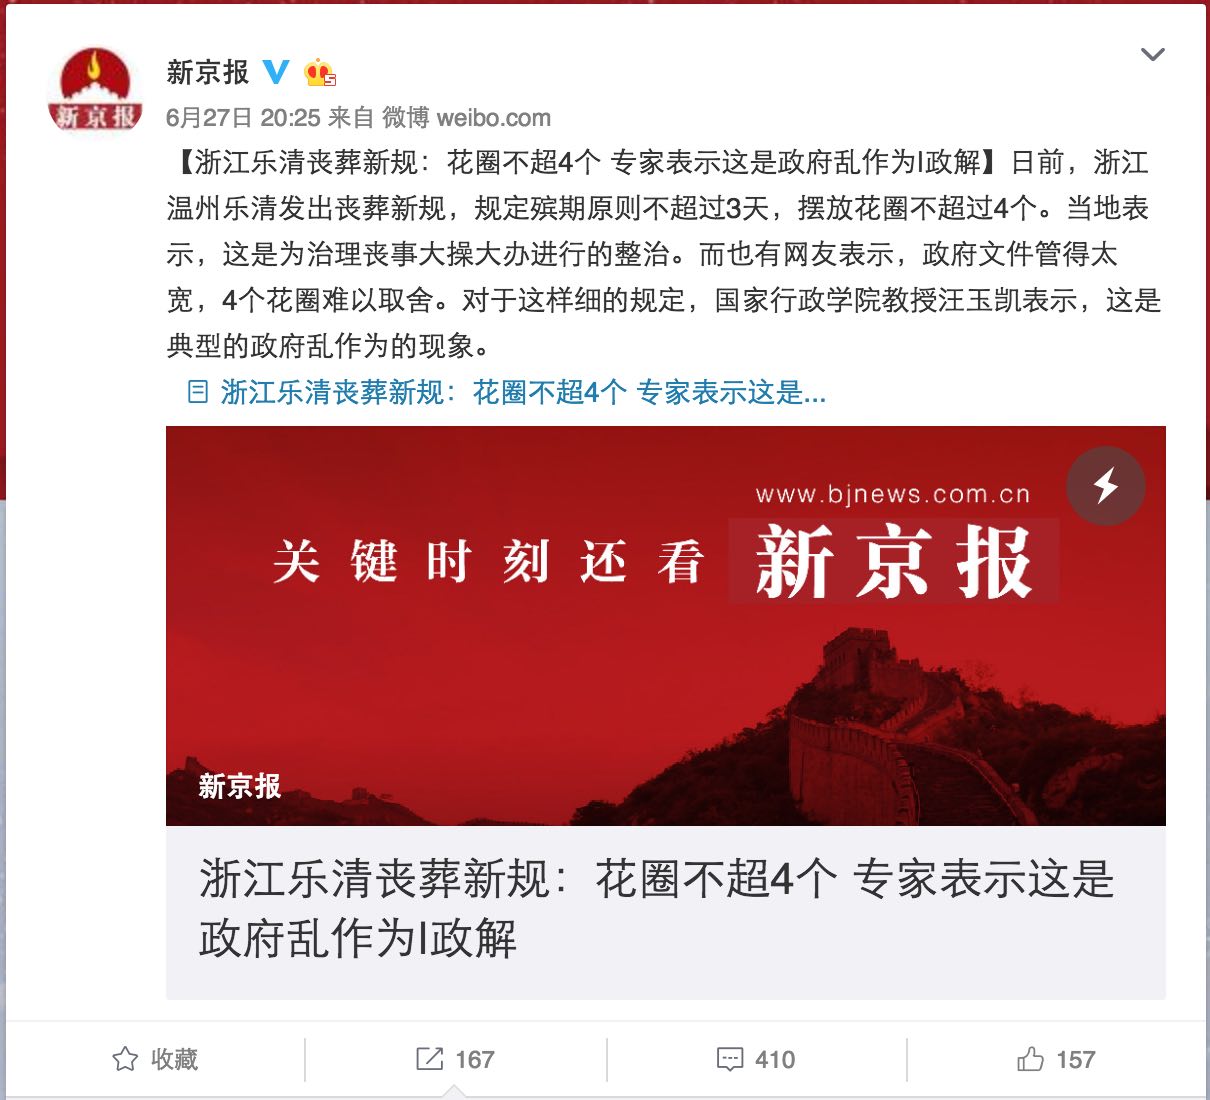 新京报
新京报
6月27日 20:25 来自 微博 weibo.com
【浙江乐清丧葬新规：花圈不超4个 专家表示这是政府乱作为I政解】日前，浙江
温州乐清发出丧葬新规，规定殡期原则不超过3天，摆放花圈不超过4个。当地表
示，这是为治理丧事大操大办进行的整治。而也有网友表示，政府文件管得太
宽，4个花圈难以取舍。对于这样细的规定，国家行政学院教授汪玉凯表示，这是
典型的政府乱作为的现象。
浙江乐清丧葬新规：花圈不超4个 专家表示这是...
www.bjnews.com.cn
关键时刻还看 新京报
新京报
浙江乐清丧葬新规：花圈不超4个 专家表示这是
政府乱作为I政解
收藏 167 410 157